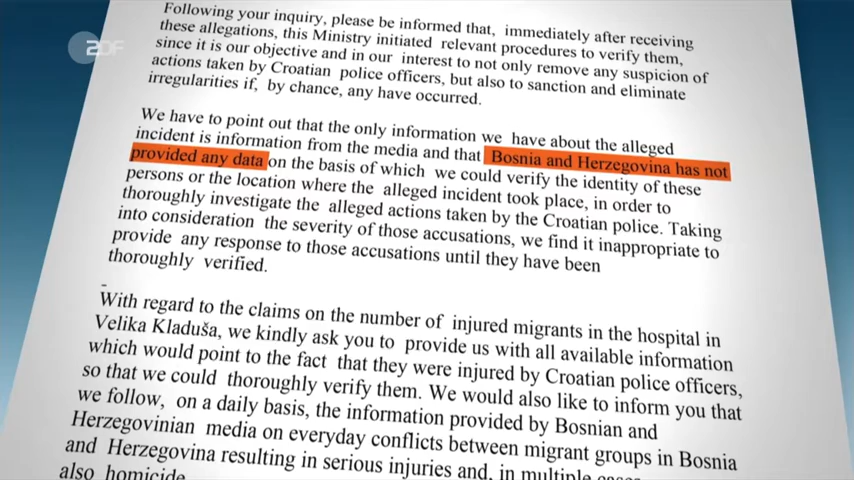 ZDF
Following your inquiry, please be informed that, immediately after receiving
these allegations, this Ministry initiated relevant procedures to verify them,
since it is our objective and in our interest to not only remove any suspicion of
actions taken by Croatian police officers, but also to sanction and eliminate
irregularities if, by chance, any have occurred.
We have to point out that the only information we have about the alleged
incident is information from the media and that Bosnia and Herzegovina has not
provided any data on the basis of which we could verify the identity of these
persons or the location where the alleged incident took place, in order to
thoroughly investigate the alleged actions taken by the Croatian police. Taking
into consideration the severity of those accusations, we find it inappropriate to
provide any response to those accusations until they have been
thoroughly verified.
With regard to the claims on the number of injured migrants in the hospital in
Velika Kladuša, we kindly ask you to provide us with all available information
which would point to the fact that they were injured by Croatian police officers,
so that we could thoroughly verify them. We would also like to inform you that
we follow, on a daily basis, the information provided by Bosnian and
Herzegovinian media on everyday conflicts between migrant groups in Bosnia
and Herzegovina resulting in serious injuries and, in multiple
also homicide